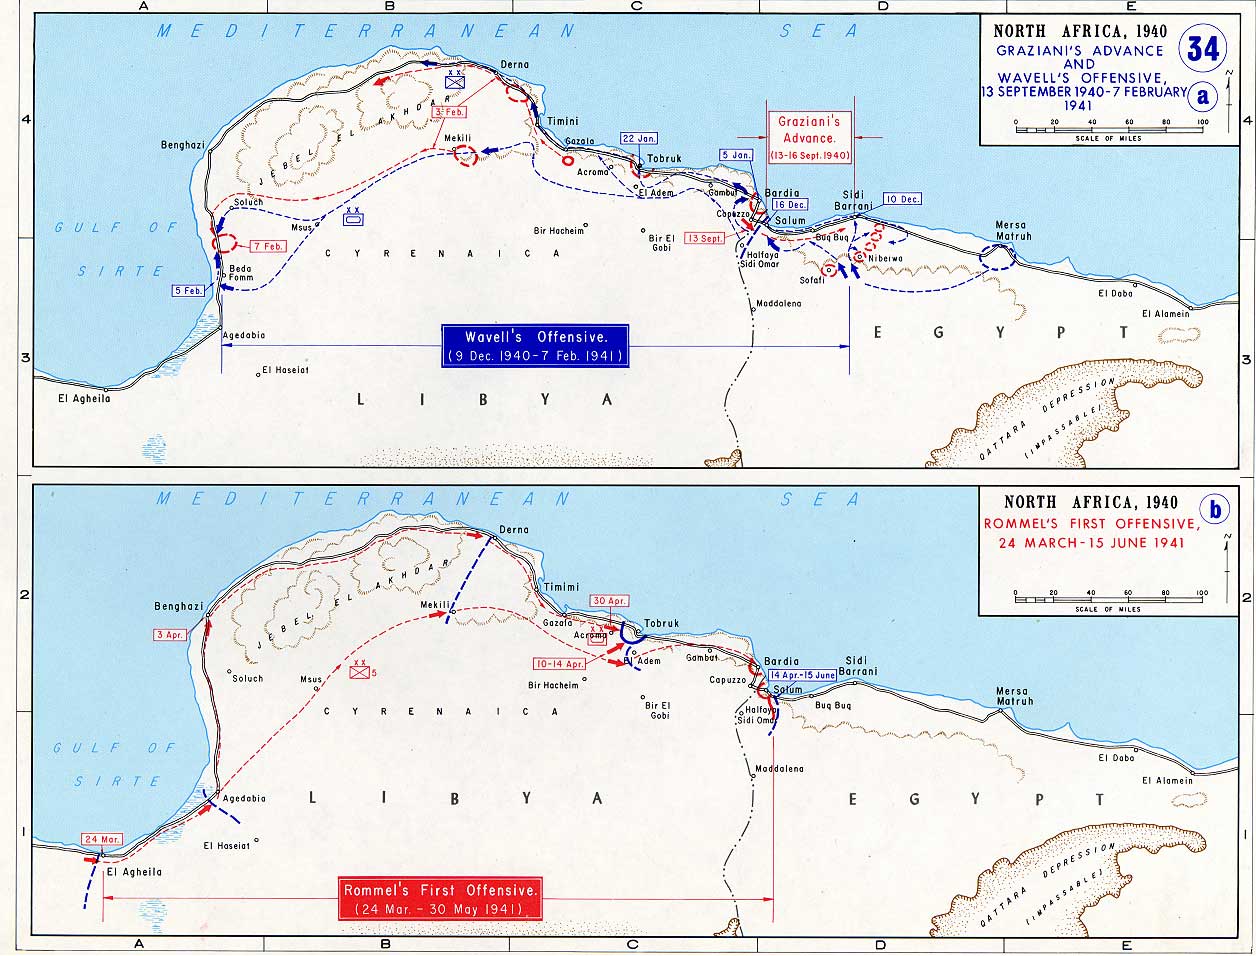 A B C D E
MEDITERRANEAN SEA
NORTH AFRICA, 1940
GRAZIANI'S ADVANCE
AND
WAVELL'S OFFENSIVE,
13 SEPTEMBER 1940-7 FEBRUARY
1941
34
a
N
20 0 20 40 60 80
SCALE OF MILES
4
4
3
3
Derna
XX
JEBEL EL AKHDAR
3 Feb.
Timini
Benghazi
Mekili
Gazala
22 Jan.
Tobruk
Acroma
El Adem
5 Jan.
Gambut
Bardia
16 Dec.
Capuzzo
Salum
13 Sept.
Halfaya
Sidi Omar
Graziani's
Advance.
(13-16 Sept. 1940)
Sidi
Barrani
10 Dec.
Buq Buq
Nibeiwa
Sofafi
Mersa
Matruh
Soluch
Msus
XX
GULF OF
SIRTE
7 Feb.
Beda
Fomm
5 Feb.
CYRENAICA
Bir Hacheim
Bir El
Gobi
Maddalena
El Daba
El Alamein
Agedabia
Wavell's Offensive.
(9 Dec. 1940-7 Feb. 1941)
EGYPT
El Haseiat
El Agheila
LIBYA
QATTARA DEPRESSION
(IMPASSABLE)
MEDITERRANEAN SEA
NORTH AFRICA, 1940
ROMMEL'S FIRST OFFENSIVE,
24 MARCH-15 JUNE 1941
b
N
20 0 20 40 60 80
SCALE OF MILES
2
2
1
1
Derna
JEBEL EL AKHDAR
Timimi
Benghazi
3 Apr.
Mekili
30 Apr.
Gazala
XX
Acroma
Tobruk
10-14 Apr.
El Adem
Gambut
Bardia
14 Apr.-15 June
Capuzzo
Salum
Halfaya
Sidi Omar
Sidi
Barrani
Buq Buq
Mersa
Matruh
Soluch
Msus
XX
5
Bir Hacheim
Bir El
Gobi
CYRENAICA
GULF OF
SIRTE
Maddalena
El Daba
El Alamein
Agedabia
LIBYA
EGYPT
24 Mar.
El Haseiat
El Agheila
Rommel's First Offensive.
(24 Mar. - 30 May 1941)
QATTARA DEPRESSION
(IMPASSABLE)
A B C D E